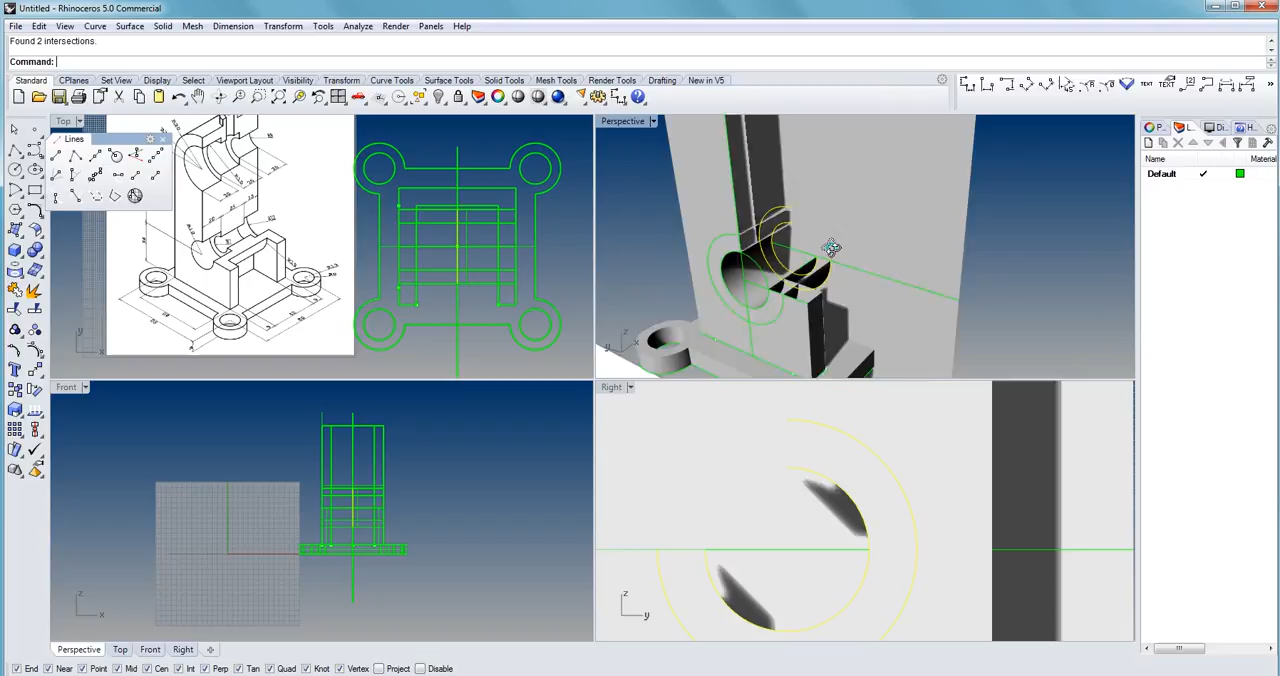 Untitled - Rhinoceros 5.0 Commercial
File Edit View Curve Surface Solid Mesh Dimension Transform Tools Analyze Render Panels Help
Found 2 intersections.
Command:
Standard CPlanes Set View Display Select Viewport Layout Visibility Transform Curve Tools Surface Tools Solid Tools Mesh Tools Render Tools Drafting New in V5
TEXT TEXT
Top
Lines
Perspective
P... L... Di... H...
Name Material
Default
y
x
z
y x
Front
Right
z
x
z
y
Perspective Top Front Right
End Near Point Mid Cen Int Perp Tan Quad Knot Vertex Project Disable